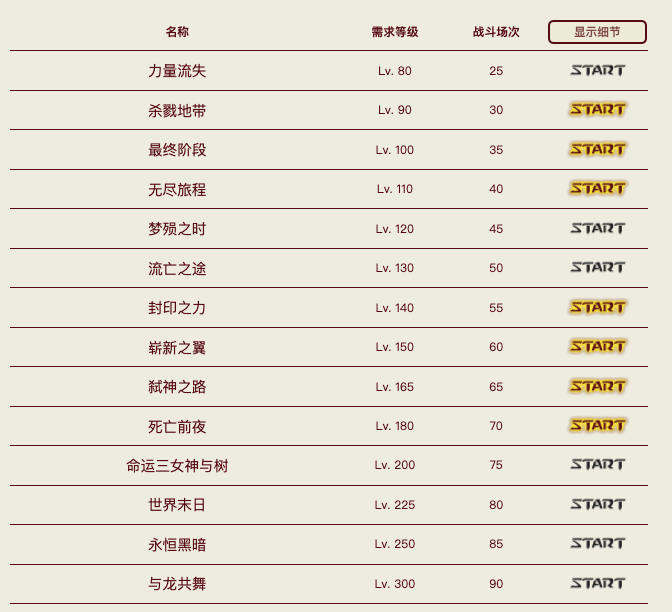 名称 需求等级 战斗场次 显示细节
力量流失 Lv. 80 25 START
杀戮地带 Lv. 90 30 START
最终阶段 Lv. 100 35 START
无尽旅程 Lv. 110 40 START
梦殒之时 Lv. 120 45 START
流亡之途 Lv. 130 50 START
封印之力 Lv. 140 55 START
崭新之翼 Lv. 150 60 START
弑神之路 Lv. 165 65 START
死亡前夜 Lv. 180 70 START
命运三女神与树 Lv. 200 75 START
世界末日 Lv. 225 80 START
永恒黑暗 Lv. 250 85 START
与龙共舞 Lv. 300 90 START